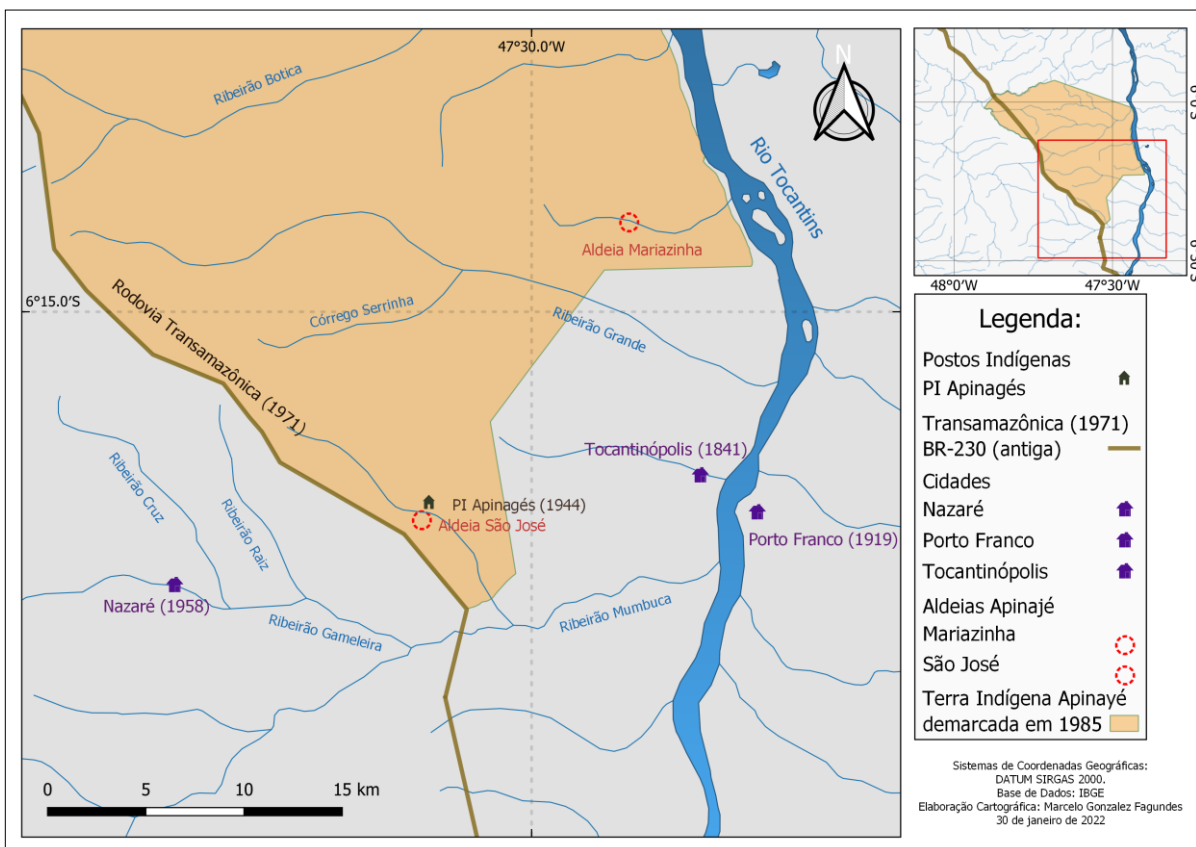 47°30.0'W
N
Ribeirão Botica
Rio Tocantins
Aldeia Mariazinha
6°15.0'S
Córrego Serrinha
Ribeirão Grande
Rodovia Transamazônica (1971)
Ribeirão Cruz
Ribeirão Raiz
Tocantinópolis (1841)
PI Apinagés (1944)
Aldeia São José
Porto Franco (1919)
Nazaré (1958)
Ribeirão Gameleira
Ribeirão Mumbuca
0 5 10 15 km
6°0'S
6°30'S
48°0'W 47°30'W
Legenda:
Postos Indígenas
PI Apinagés
Transamazônica (1971)
BR-230 (antiga)
Cidades
Nazaré
Porto Franco
Tocantinópolis
Aldeias Apinajé
Mariazinha
São José
Terra Indígena Apinayé
demarcada em 1985
Sistemas de Coordenadas Geográficas:
DATUM SIRGAS 2000.
Base de Dados: IBGE
Elaboração Cartográfica: Marcelo Gonzalez Fagundes
30 de janeiro de 2022